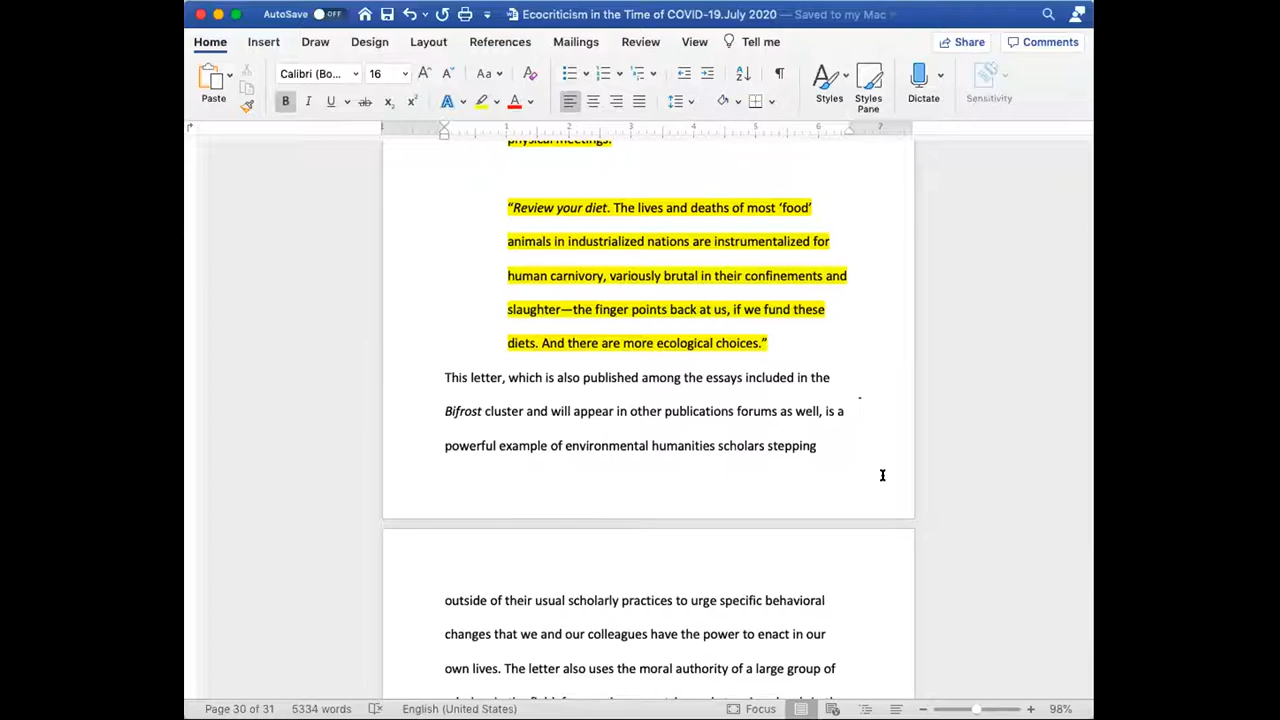 AutoSave OFF Ecocriticism in the Time of COVID-19.July 2020 — Saved to my Mac
Home Insert Draw Design Layout References Mailings Review View Tell me Share Comments
Calibri (Bo... 16
Paste Styles Styles Pane Dictate Sensitivity
1 1 2 3 4 5 6 7
physical meetings.
“Review your diet. The lives and deaths of most ‘food’
animals in industrialized nations are instrumentalized for
human carnivory, variously brutal in their confinements and
slaughter—the finger points back at us, if we fund these
diets. And there are more ecological choices.”
This letter, which is also published among the essays included in the
Bifrost cluster and will appear in other publications forums as well, is a
powerful example of environmental humanities scholars stepping
outside of their usual scholarly practices to urge specific behavioral
changes that we and our colleagues have the power to enact in our
own lives. The letter also uses the moral authority of a large group of
Page 30 of 31 5334 words English (United States) Focus 98%